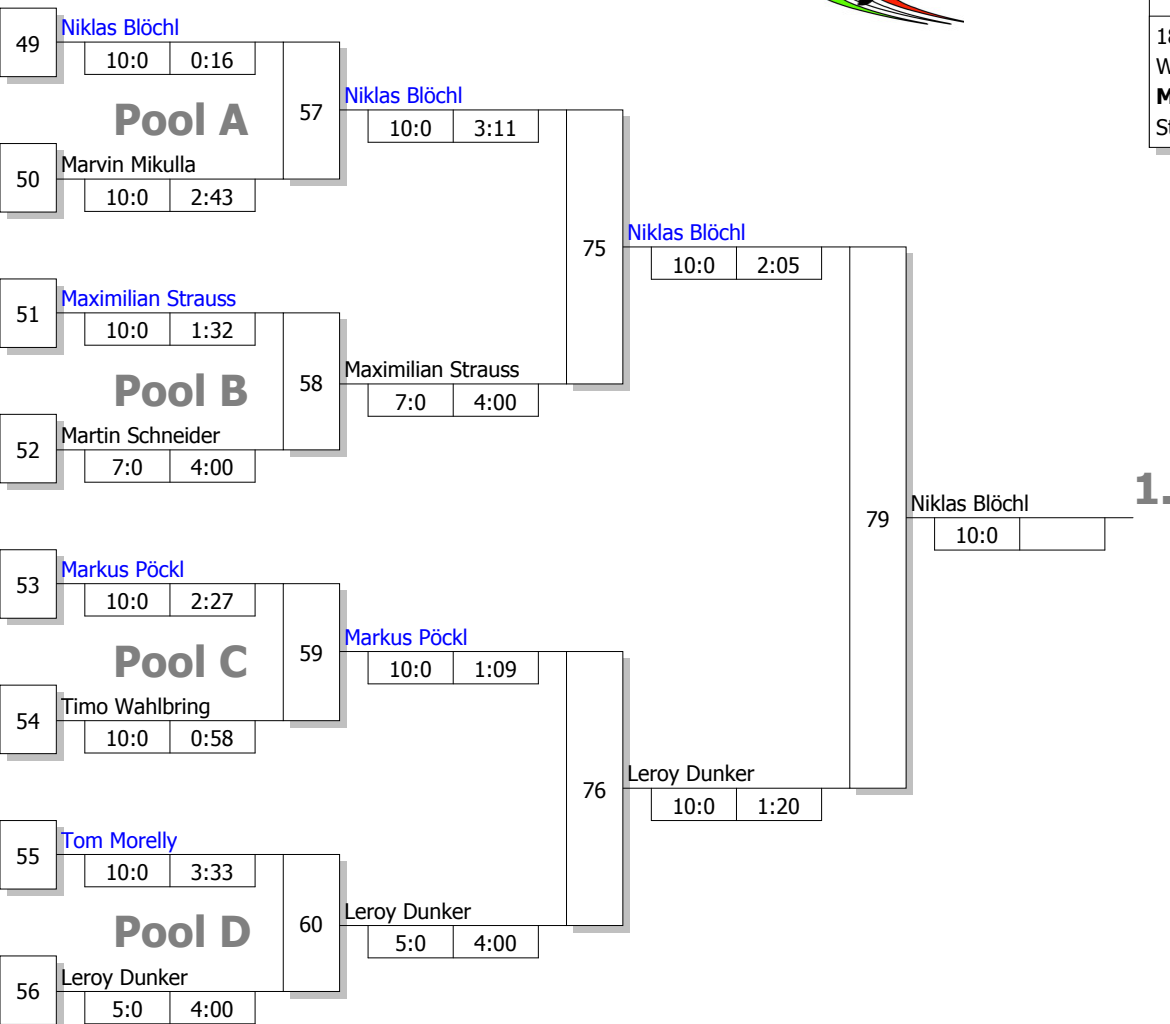 49
Niklas Blöchl
10:0 0:16
Pool A
50
Marvin Mikulla
10:0 2:43
57
Niklas Blöchl
10:0 3:11
51
Maximilian Strauss
10:0 1:32
Pool B
52
Martin Schneider
7:0 4:00
58
Maximilian Strauss
7:0 4:00
75
Niklas Blöchl
10:0 2:05
53
Markus Pöckl
10:0 2:27
Pool C
54
Timo Wahlbring
10:0 0:58
59
Markus Pöckl
10:0 1:09
55
Tom Morelly
10:0 3:33
Pool D
56
Leroy Dunker
5:0 4:00
60
Leroy Dunker
5:0 4:00
76
Leroy Dunker
10:0 1:20
79
Niklas Blöchl
10:0
1.